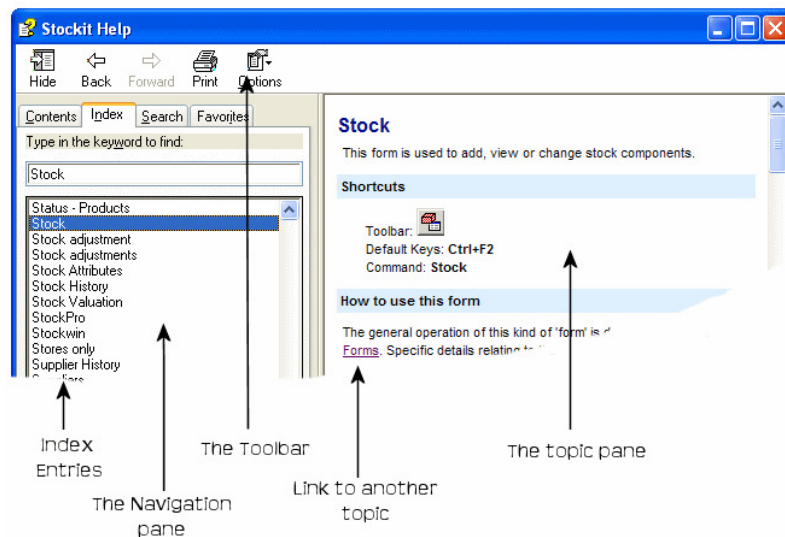 Stockit Help
Hide Back Forward Print Options
Contents Index Search Favorites
Type in the keyword to find:
Stock
Status - Products
Stock
Stock adjustment
Stock adjustments
Stock Attributes
Stock History
Stock Valuation
StockPro
Stockwin
Stores only
Supplier History
Suppliers
Stock
This form is used to add, view or change stock components.
Shortcuts
Toolbar:
Default Keys: Ctrl+F2
Command: Stock
How to use this form
The general operation of this kind of 'form' is
Forms. Specific details relating to
Index
Entries
The Navigation
pane
The Toolbar
Link to another
topic
The topic pane